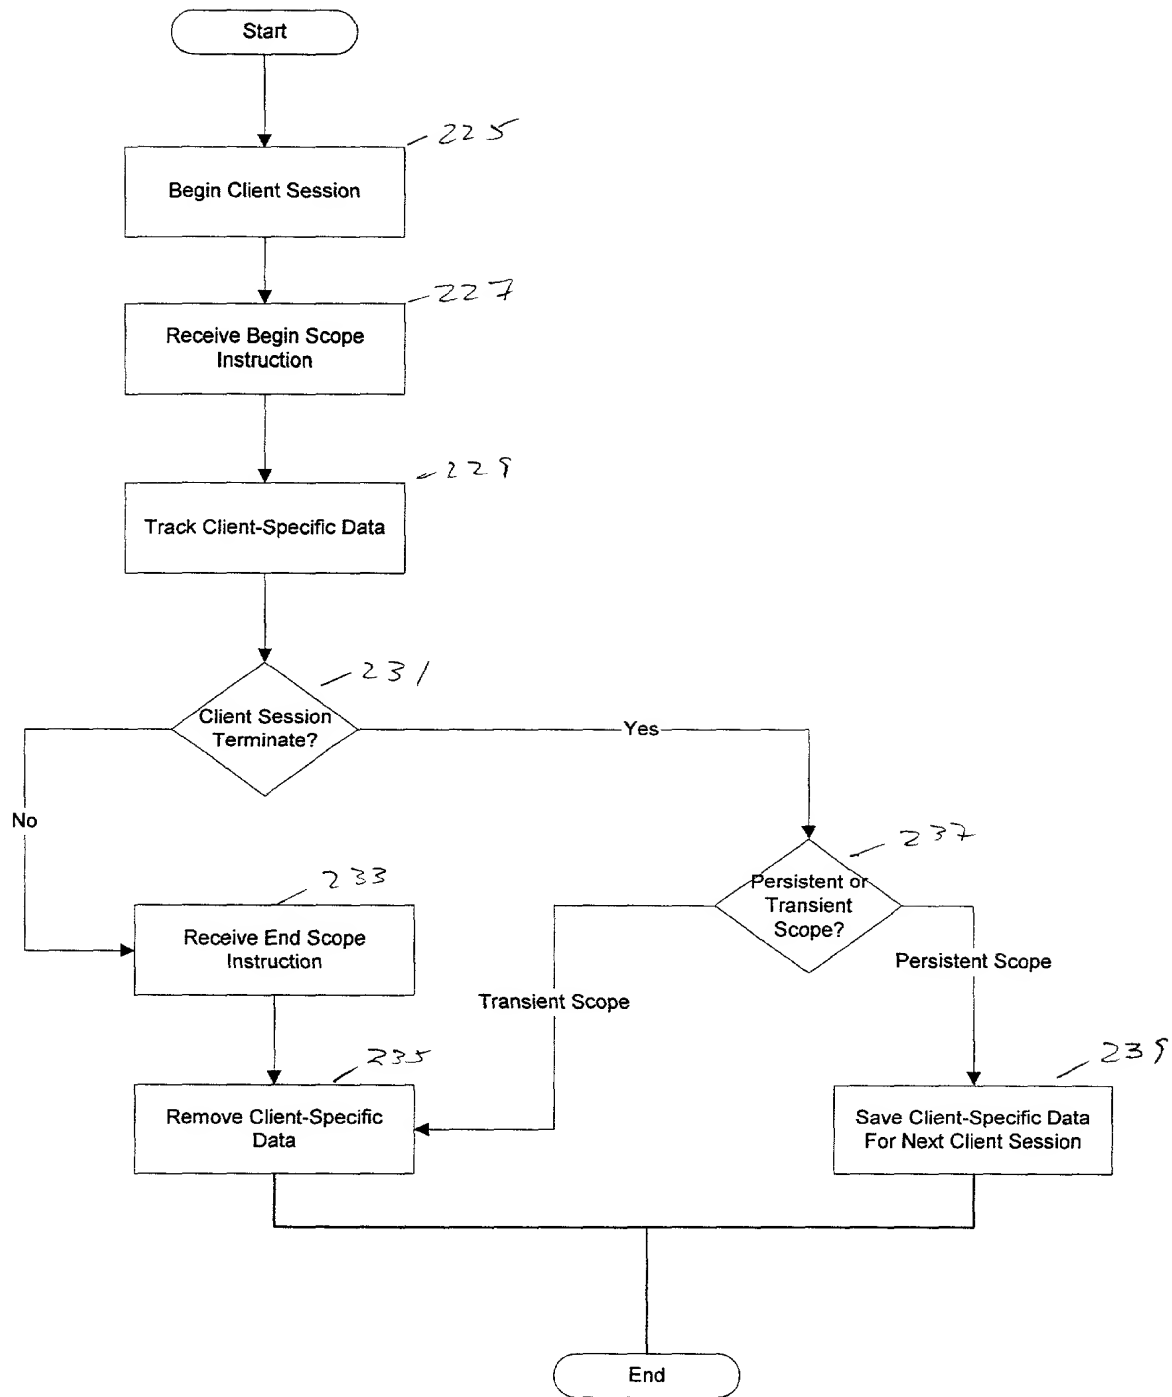 Start
225
Begin Client Session
227
Receive Begin Scope
Instruction
229
Track Client-Specific Data
231
Client Session
Terminate?
Yes
No
237
Persistent or
Transient
Scope?
233
Receive End Scope
Instruction
Persistent Scope
Transient Scope
235
Remove Client-Specific
Data
239
Save Client-Specific Data
For Next Client Session
End